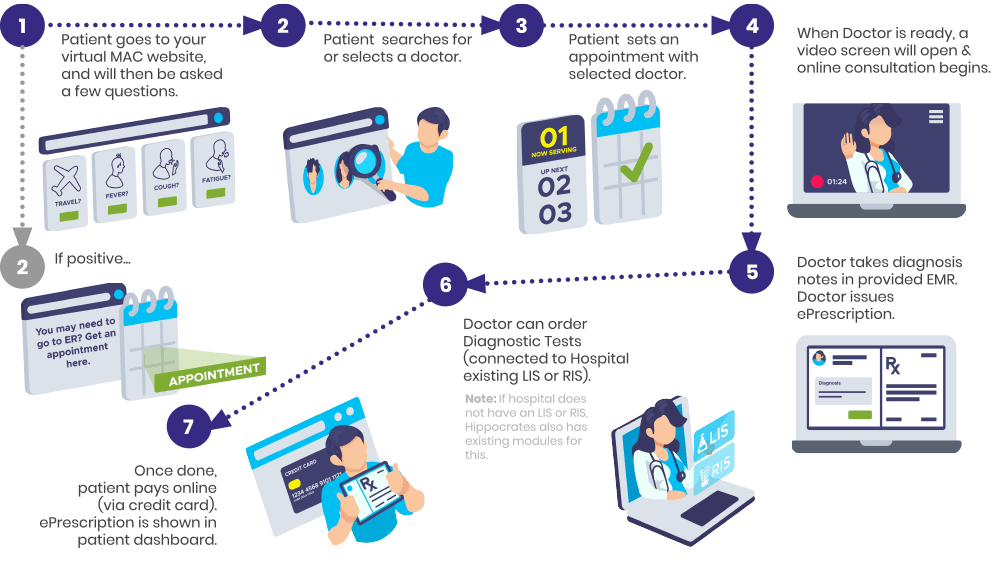 1
Patient goes to your
virtual MAC website,
and will then be asked
a few questions.
TRAVEL?
FEVER?
COUGH?
FATIGUE?
2
Patient searches for
or selects a doctor.
3
Patient sets an
appointment with
selected doctor.
01
NOW SERVING
UP NEXT
02
03
4
When Doctor is ready, a
video screen will open &
online consultation begins.
01:24
2
If positive...
You may need to
go to ER? Get an
appointment
here.
APPOINTMENT
5
Doctor takes diagnosis
notes in provided EMR.
Doctor issues
ePrescription.
Diagnosis
Rx
6
Doctor can order
Diagnostic Tests
(connected to Hospital
existing LIS or RIS).
Note: If hospital does
not have an LIS or RIS,
Hippocrates also has
existing modules for
this.
LIS
RIS
7
Once done,
patient pays online
(via credit card).
ePrescription is shown in
patient dashboard.
CREDIT CARD
1234 4568 9101 1121
Rx